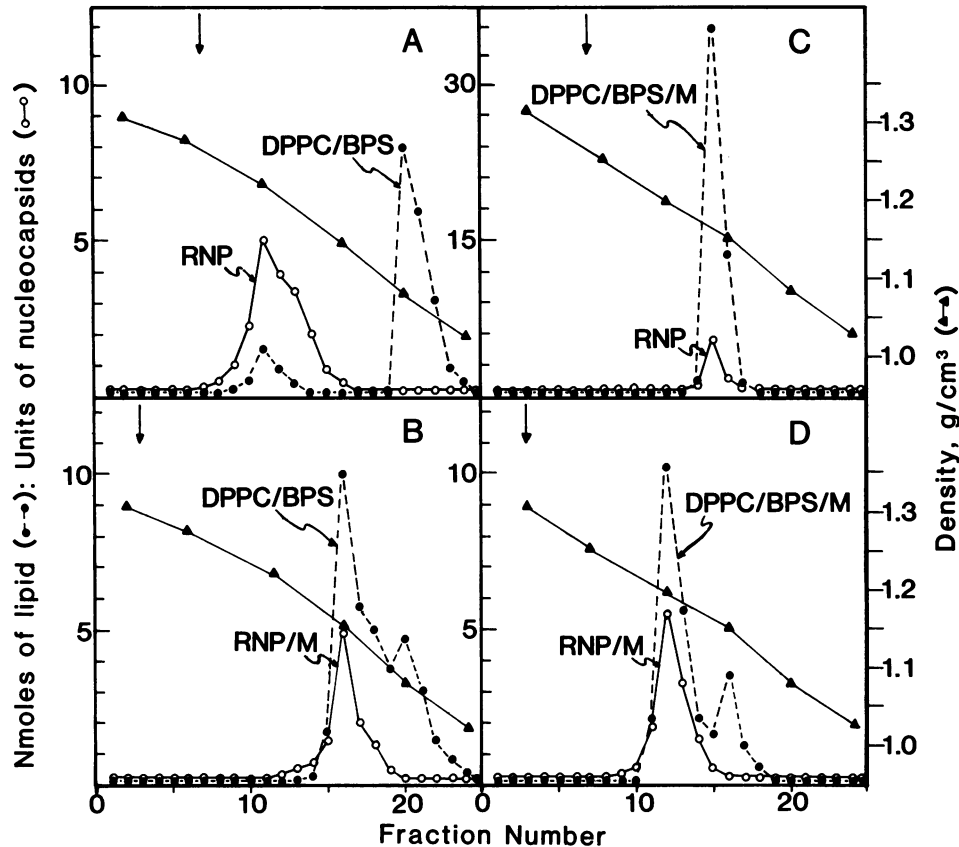 Nmoles of lipid (●--●): Units of nucleocapsids (○—○)
A
10
5
DPPC/BPS
RNP
C
30
15
DPPC/BPS/M
RNP
1.3
1.2
1.1
1.0
B
10
5
0
10
20
DPPC/BPS
RNP/M
D
10
5
0
10
20
DPPC/BPS/M
RNP/M
1.3
1.2
1.1
1.0
Density, g/cm³ (▲—▲)
Fraction Number